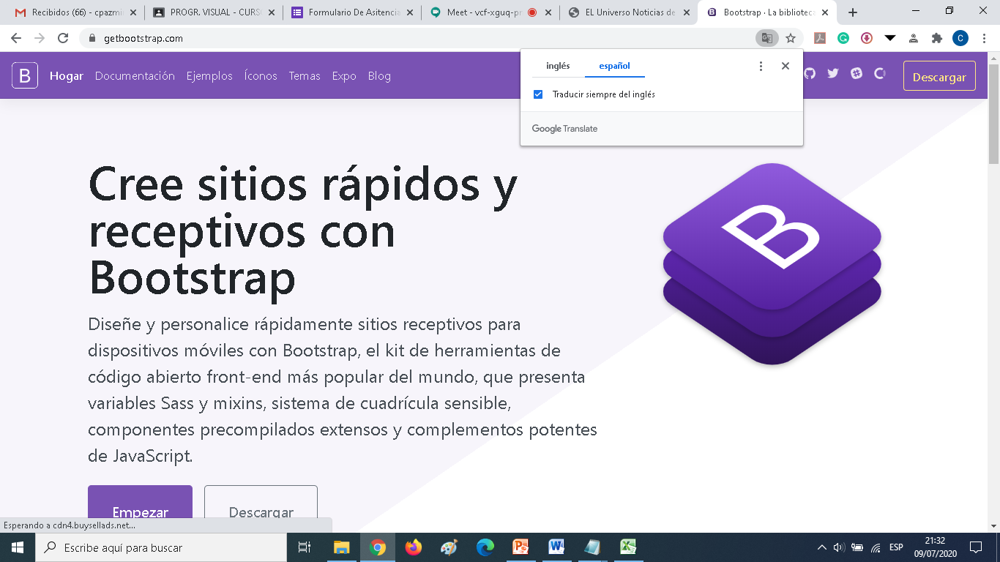 Recibidos (66) - cpazmi
PROGR. VISUAL - CURS
Formulario De Asitencia
Meet - vcf-xguq-pr
EL Universo Noticias de
Bootstrap · La biblioteca
getbootstrap.com
C
B
Hogar
Documentación
Ejemplos
Íconos
Temas
Expo
Blog
Descargar
inglés
español
Traducir siempre del inglés
Google Translate
Cree sitios rápidos y
receptivos con
Bootstrap
B
Diseñe y personalice rápidamente sitios receptivos para
dispositivos móviles con Bootstrap, el kit de herramientas de
código abierto front-end más popular del mundo, que presenta
variables Sass y mixins, sistema de cuadrícula sensible,
componentes precompilados extensos y complementos potentes
de JavaScript.
Empezar
Descargar
Esperando a cdn4.buysellads.net...
Escribe aquí para buscar
ESP
21:32
09/07/2020